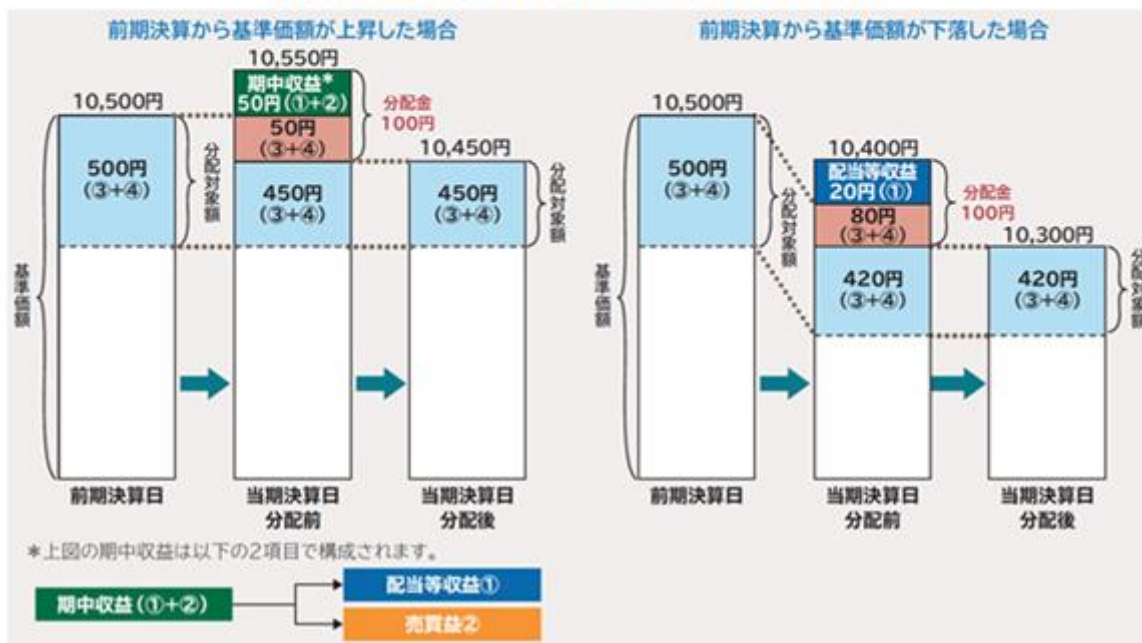 前期決算から基準価額が上昇した場合
10,500円
500円
(③+④)
分配対象額
基準価額
前期決算日
10,550円
期中収益*
50円(①+②)
50円
(③+④)
450円
(③+④)
分配金
100円
当期決算日
分配前
10,450円
450円
(③+④)
分配対象額
当期決算日
分配後
*上図の期中収益は以下の2項目で構成されます。
期中収益(①+②)
配当等収益①
売買益②
前期決算から基準価額が下落した場合
10,500円
500円
(③+④)
分配対象額
基準価額
前期決算日
10,400円
配当等収益
20円(①)
80円
(③+④)
420円
(③+④)
分配金
100円
当期決算日
分配前
10,300円
420円
(③+④)
分配対象額
当期決算日
分配後